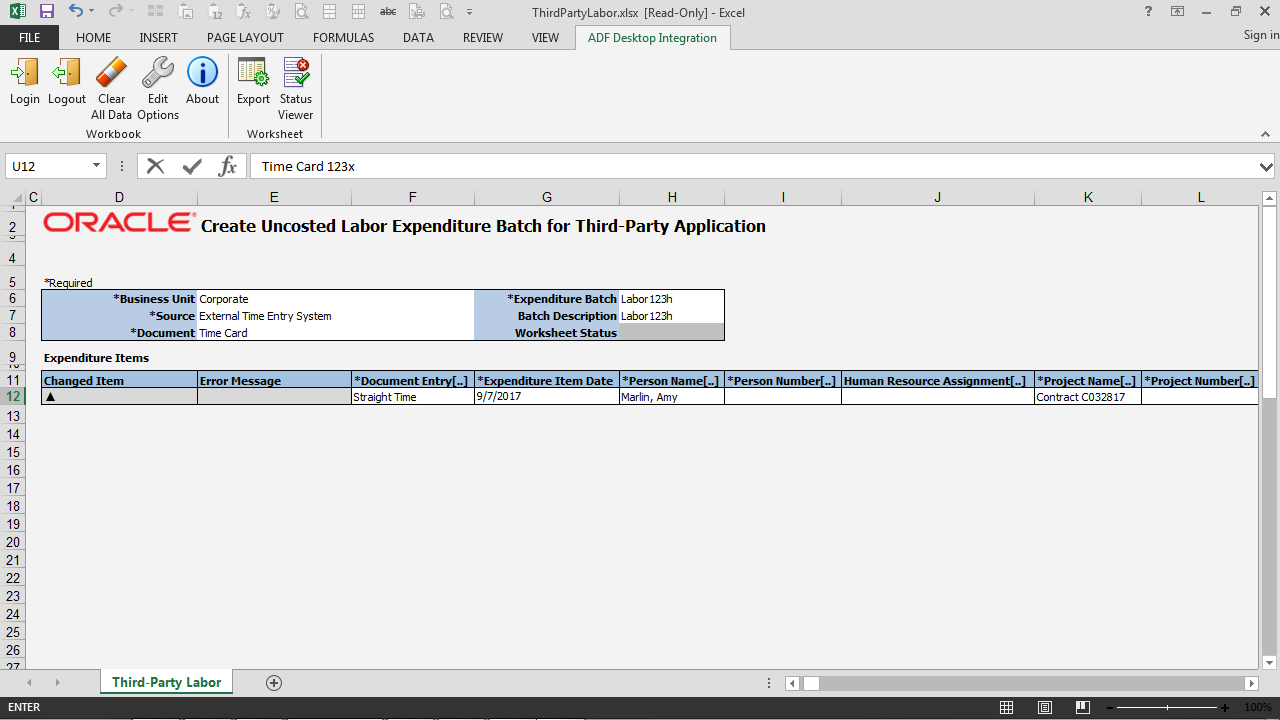 ThirdPartyLabor.xlsx [Read-Only] - Excel
FILE HOME INSERT PAGE LAYOUT FORMULAS DATA REVIEW VIEW ADF Desktop Integration Sign in
Login Logout Clear All Data Edit Options About Export Status Viewer
Workbook Worksheet
U12 fx Time Card 123x
C D E F G H I J K L
2 ORACLE Create Uncosted Labor Expenditure Batch for Third-Party Application
4
5 *Required
6 *Business Unit Corporate *Expenditure Batch Labor123h
7 *Source External Time Entry System Batch Description Labor123h
8 *Document Time Card Worksheet Status
9 Expenditure Items
11 Changed Item Error Message *Document Entry[..] *Expenditure Item Date *Person Name[..] *Person Number[..] Human Resource Assignment[..] *Project Name[..] *Project Number[..]
12 ▲ Straight Time 9/7/2017 Marlin, Amy Contract C032817
13
14
15
16
17
18
19
20
21
22
23
24
25
26
27
Third-Party Labor
ENTER 100%